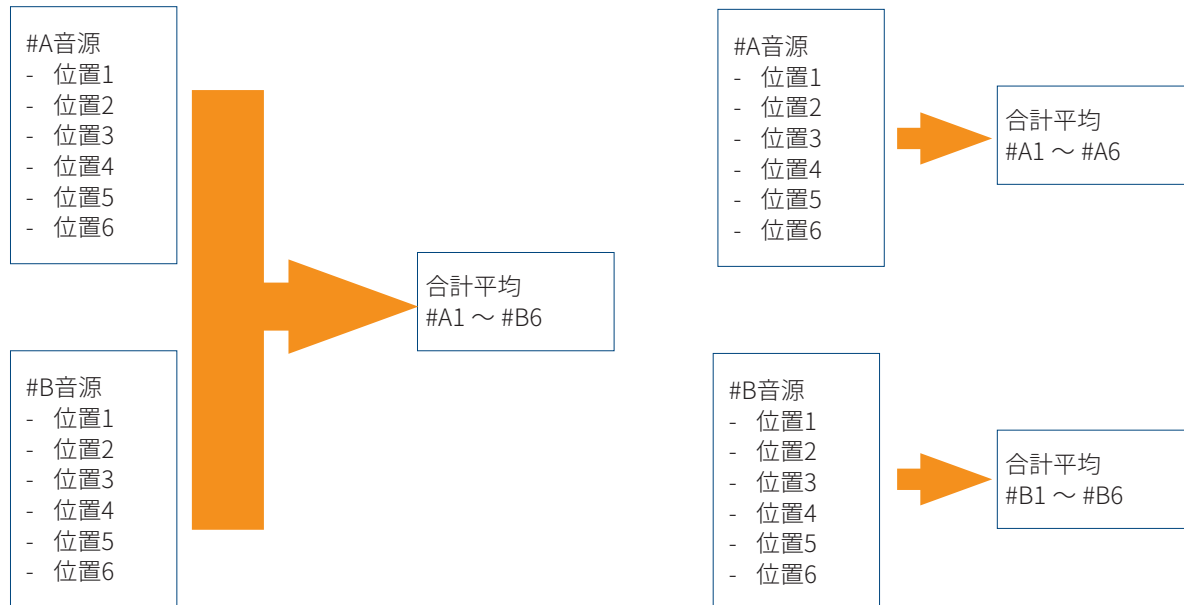 #A音源
- 位置1
- 位置2
- 位置3
- 位置4
- 位置5
- 位置6
合計平均
#A1 ～ #B6
#B音源
- 位置1
- 位置2
- 位置3
- 位置4
- 位置5
- 位置6
#A音源
- 位置1
- 位置2
- 位置3
- 位置4
- 位置5
- 位置6
合計平均
#A1 ～ #A6
#B音源
- 位置1
- 位置2
- 位置3
- 位置4
- 位置5
- 位置6
合計平均
#B1 ～ #B6